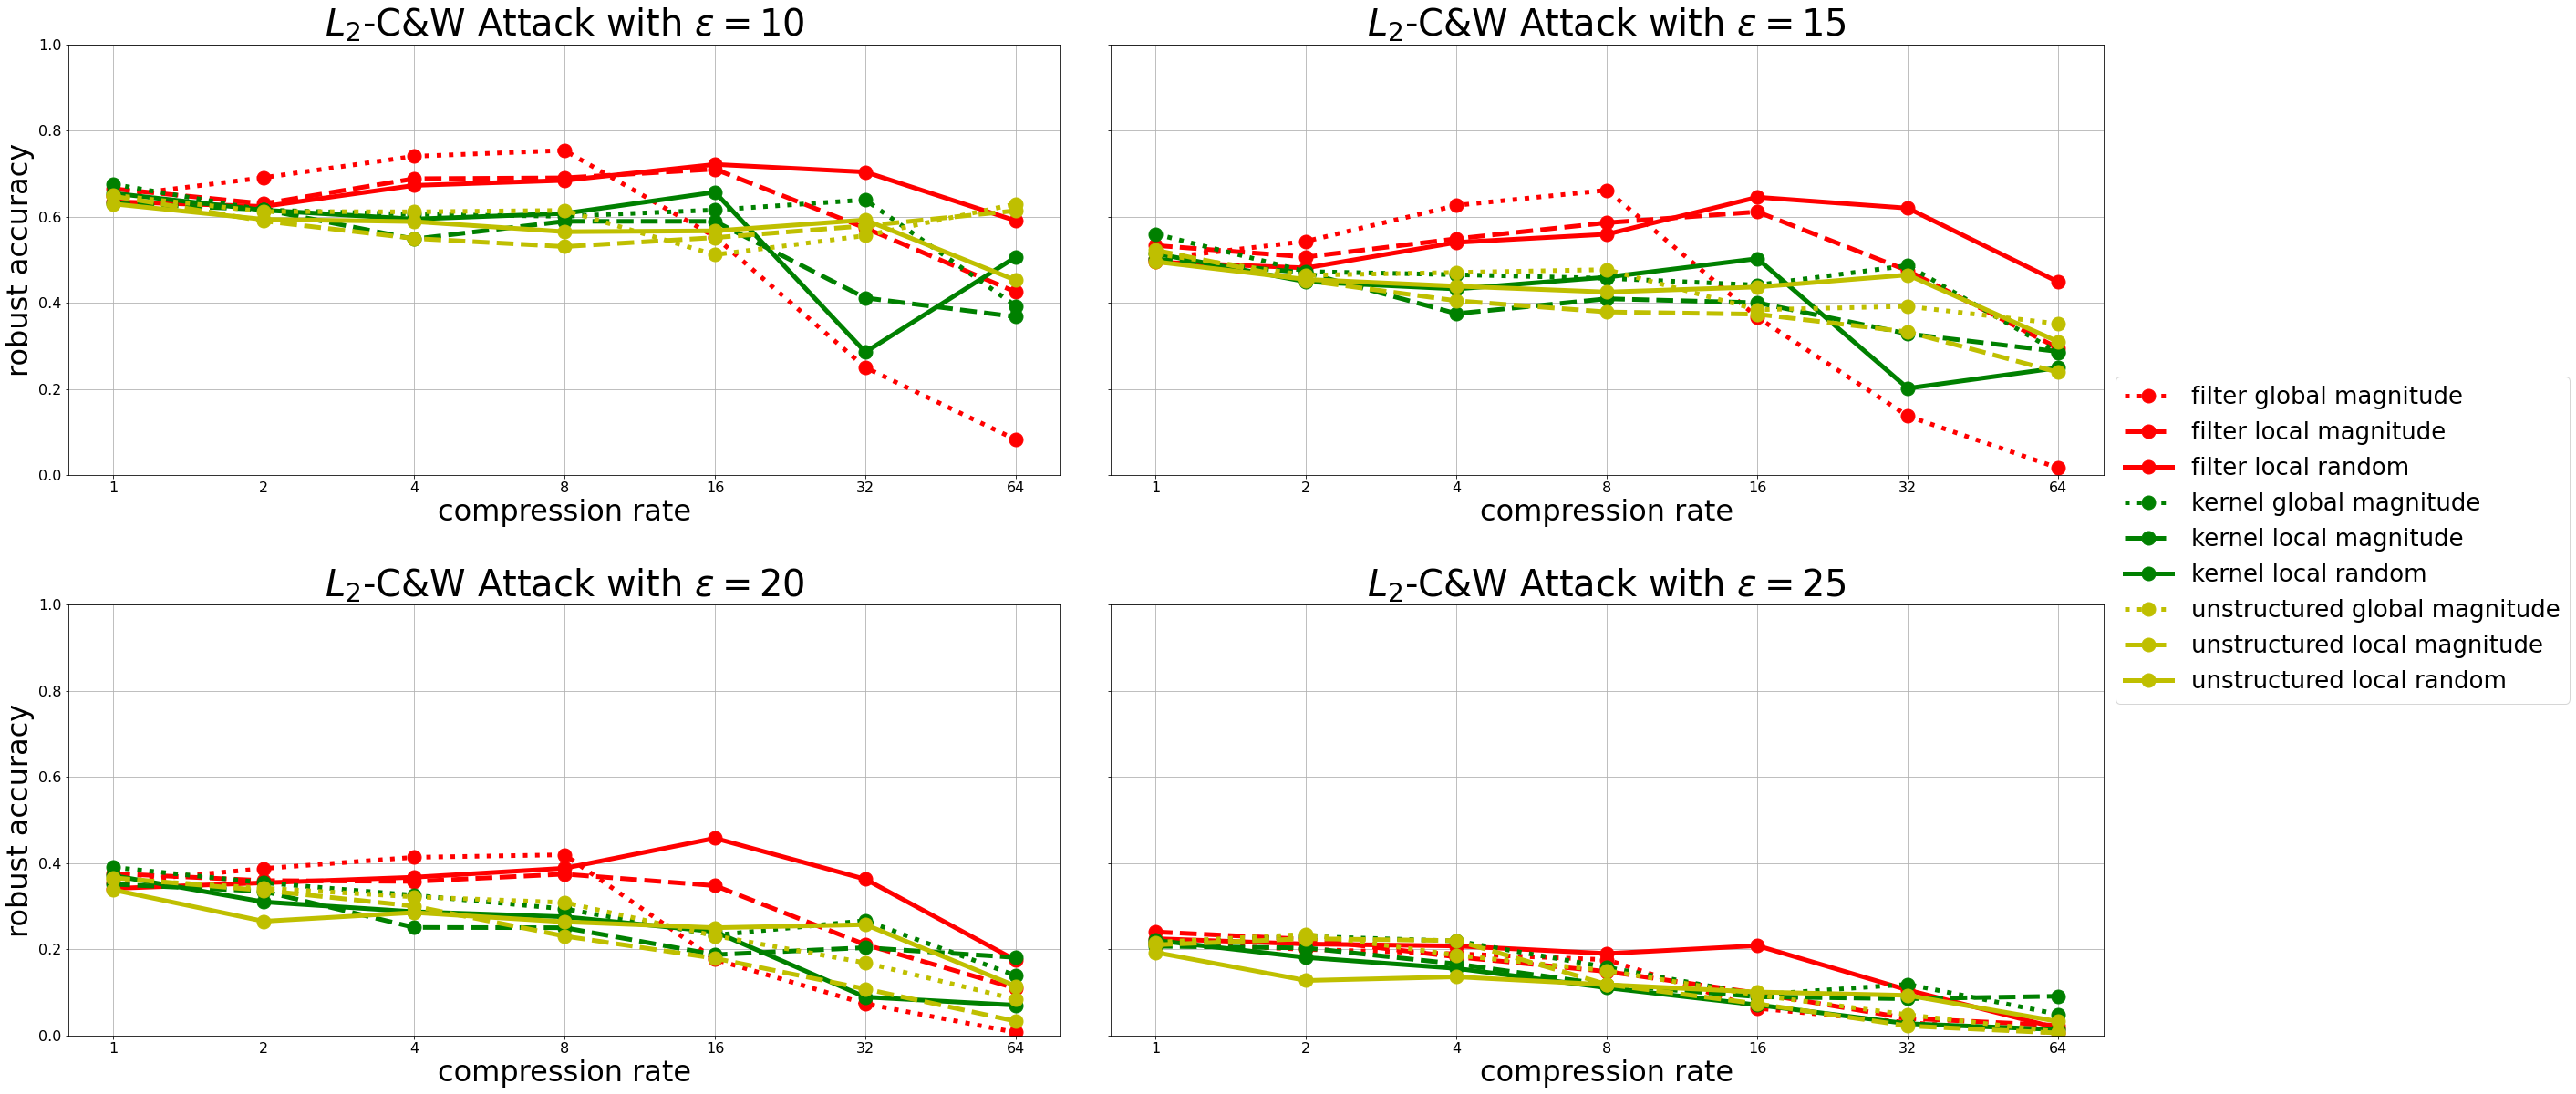 L2-C&W Attack with ε = 10
L2-C&W Attack with ε = 15
1.0
0.8
0.6
0.4
0.2
0.0
robust accuracy
1 2 4 8 16 32 64
1 2 4 8 16 32 64
compression rate
compression rate
filter global magnitude
filter local magnitude
filter local random
kernel global magnitude
kernel local magnitude
kernel local random
unstructured global magnitude
unstructured local magnitude
unstructured local random
L2-C&W Attack with ε = 20
L2-C&W Attack with ε = 25
1.0
0.8
0.6
0.4
0.2
0.0
robust accuracy
1 2 4 8 16 32 64
1 2 4 8 16 32 64
compression rate
compression rate